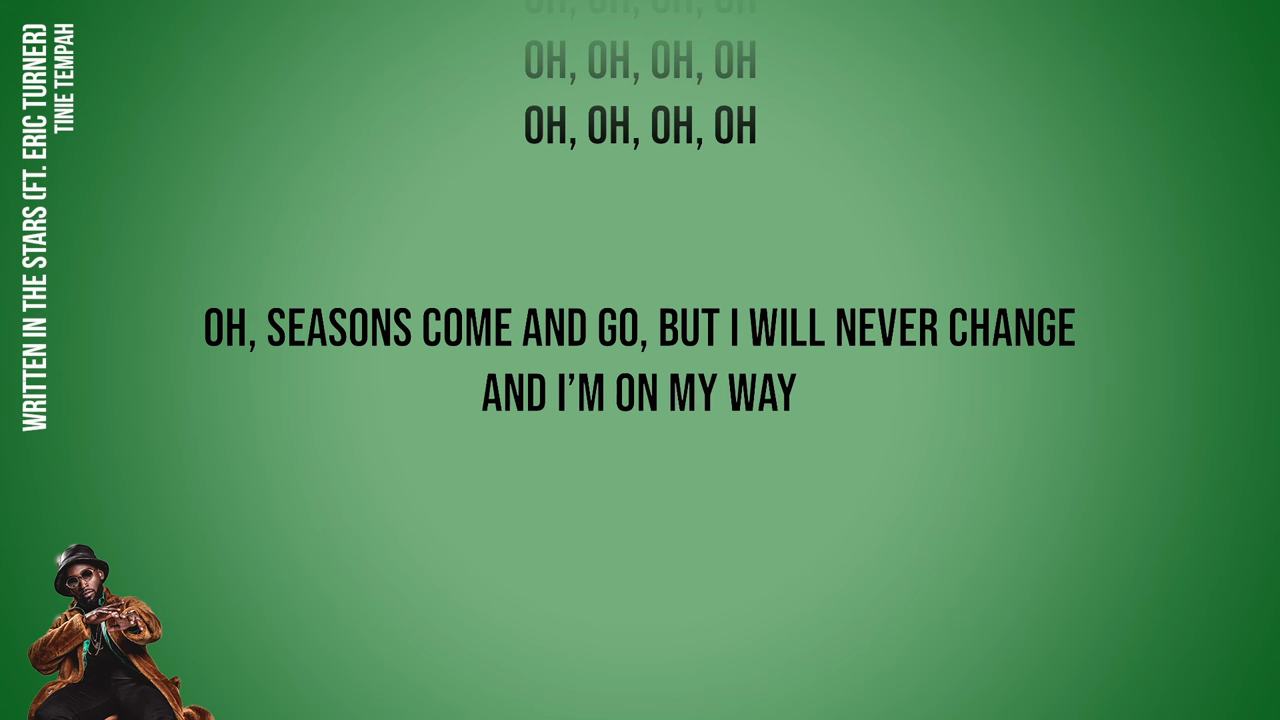 WRITTEN IN THE STARS (FT. ERIC TURNER)
TINIE TEMPAH
OH, OH, OH, OH
OH, OH, OH, OH
OH, OH, OH, OH
OH, SEASONS COME AND GO, BUT I WILL NEVER CHANGE
AND I’M ON MY WAY